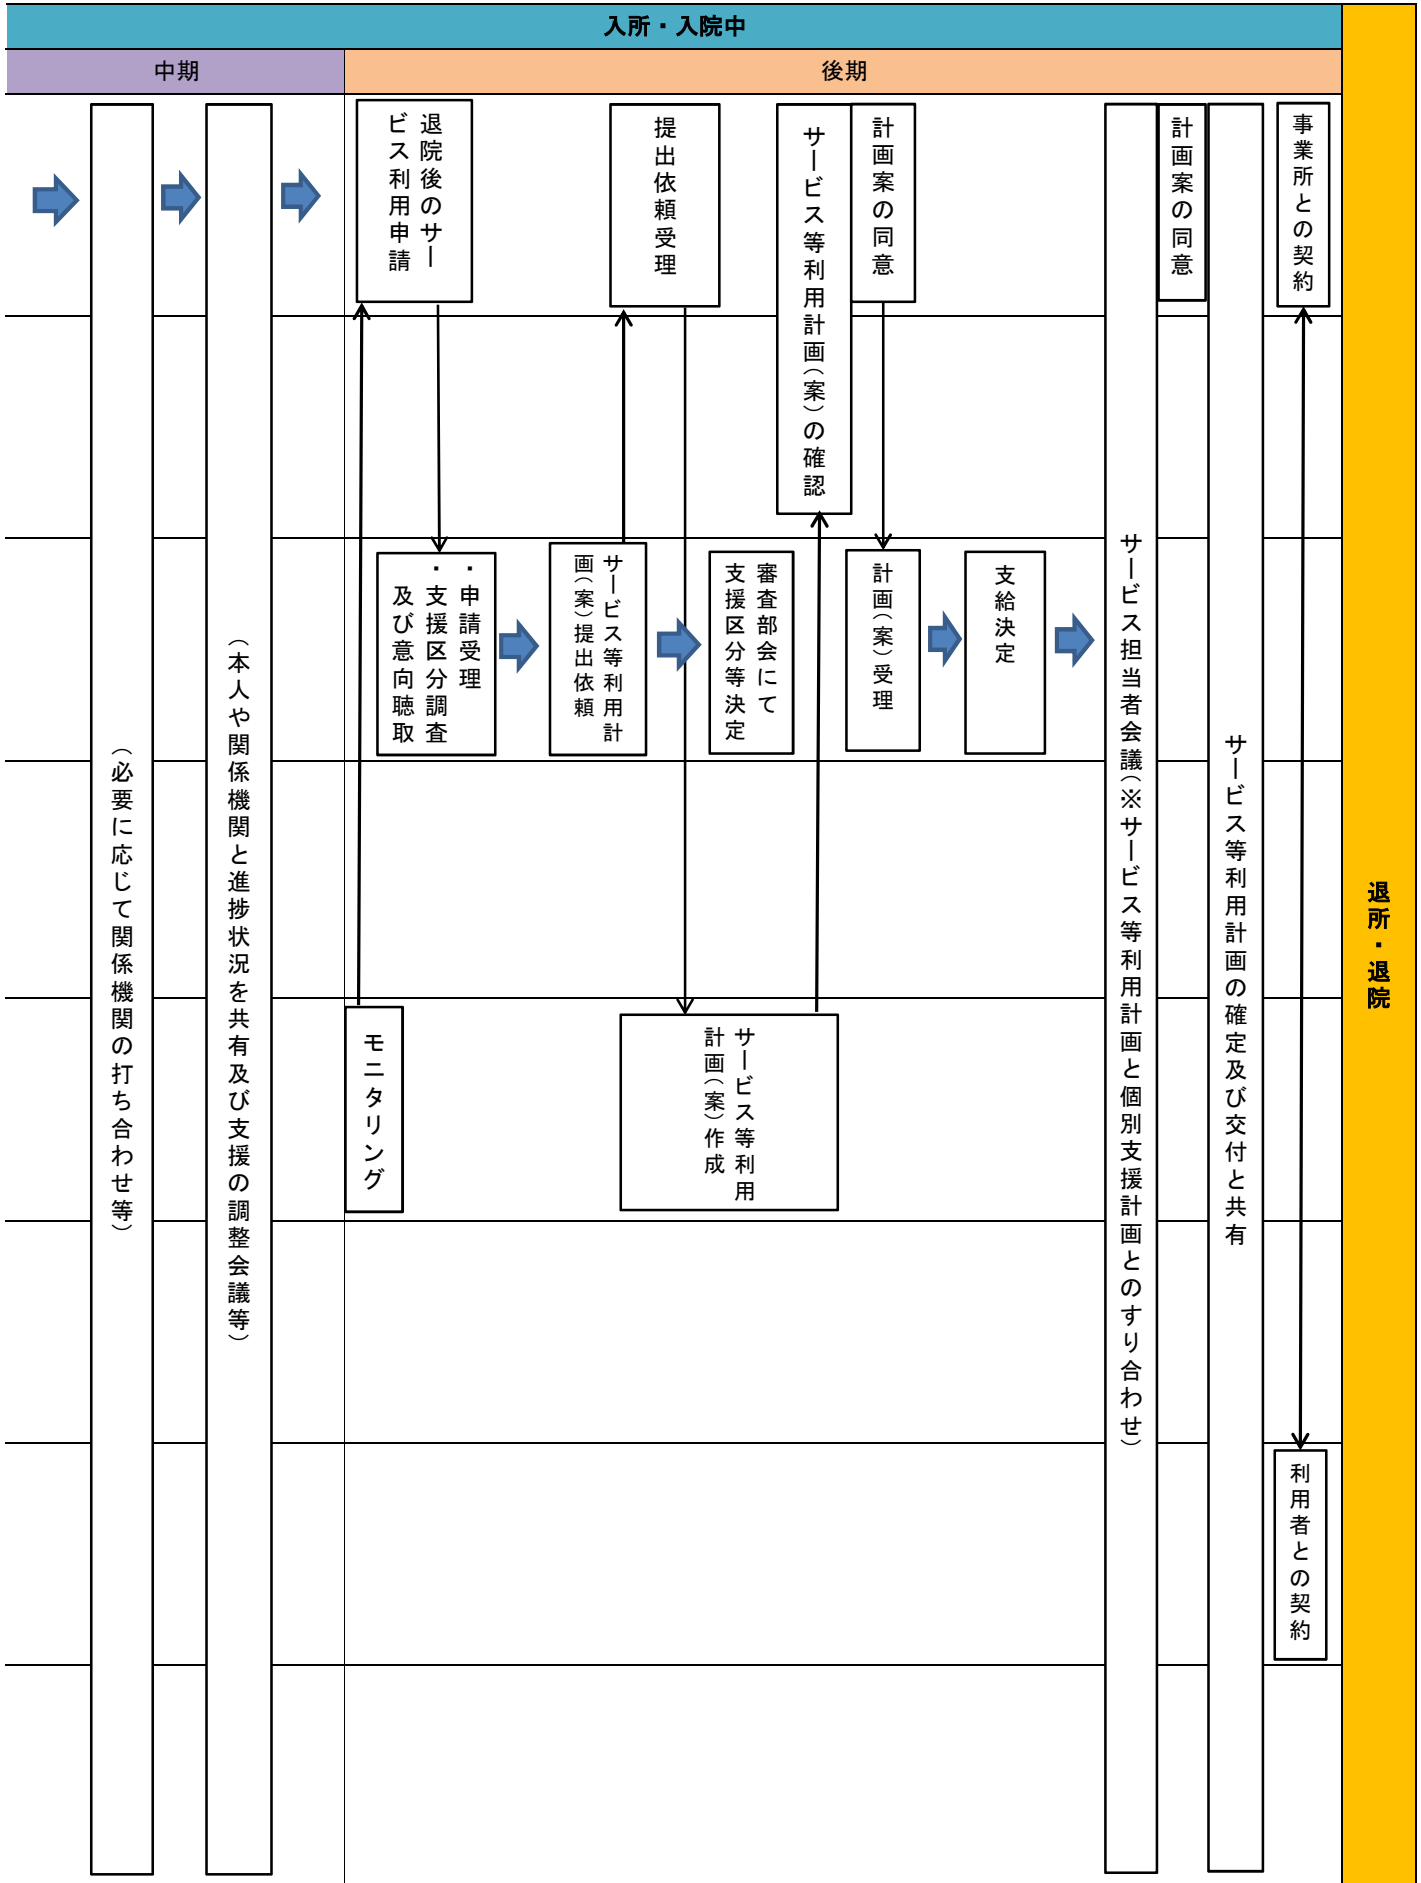 入所・入院中
中期
後期
退所・退院
(必要に応じて関係機関の打ち合わせ等)
(本人や関係機関と進捗状況を共有及び支援の調整会議等)
退院後のサー
ビス利用申請
モニタリング
・申請受理
・支援区分調査
及び意向聴取
サービス等利用計
画(案)提出依頼
提出依頼受理
サービス等利用
計画(案)作成
審査部会にて
支援区分等決定
サービス等利用計画(案)の確認
計画案の同意
計画(案)受理
支給決定
サービス担当者会議(※サービス等利用計画と個別支援計画とのすり合わせ)
計画案の同意
サービス等利用計画の確定及び交付と共有
事業所との契約
利用者との契約